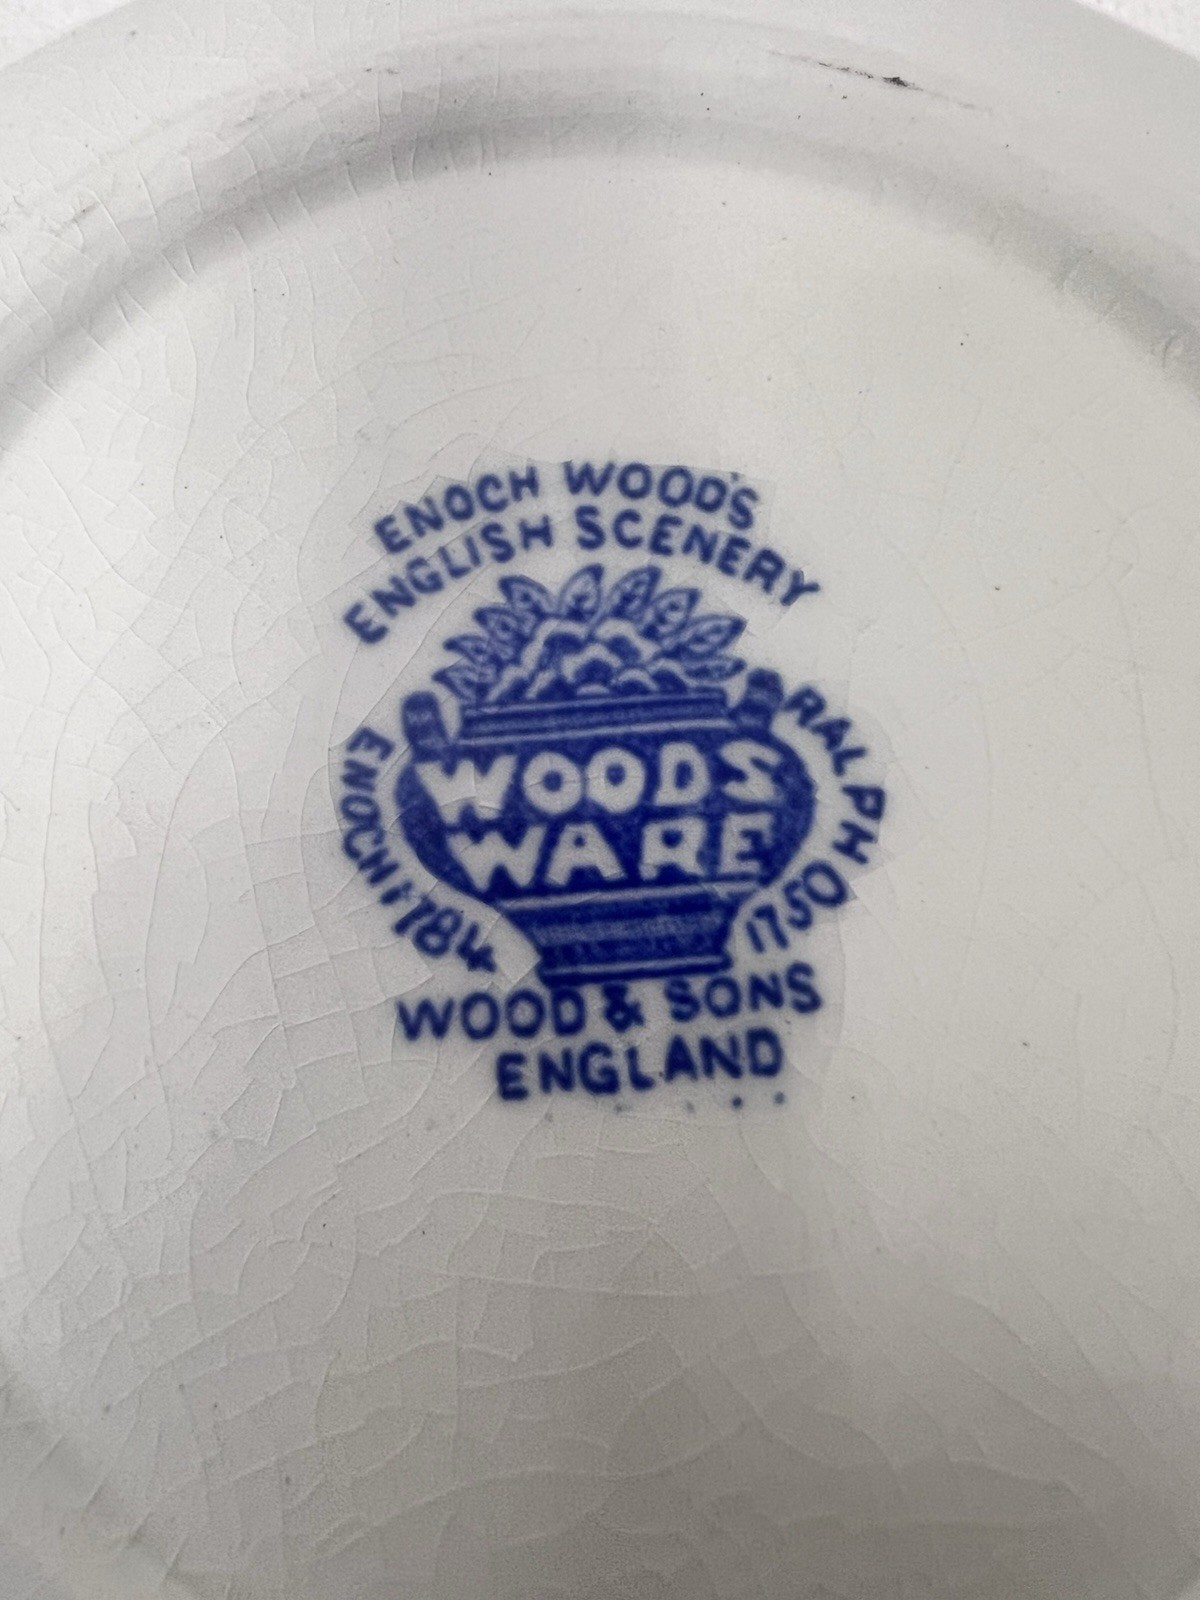 ENOCH WOOD'S
ENGLISH SCENERY
RALPH 1750
ENOCH 1784
WOODS
WARE
WOOD & SONS
ENGLAND